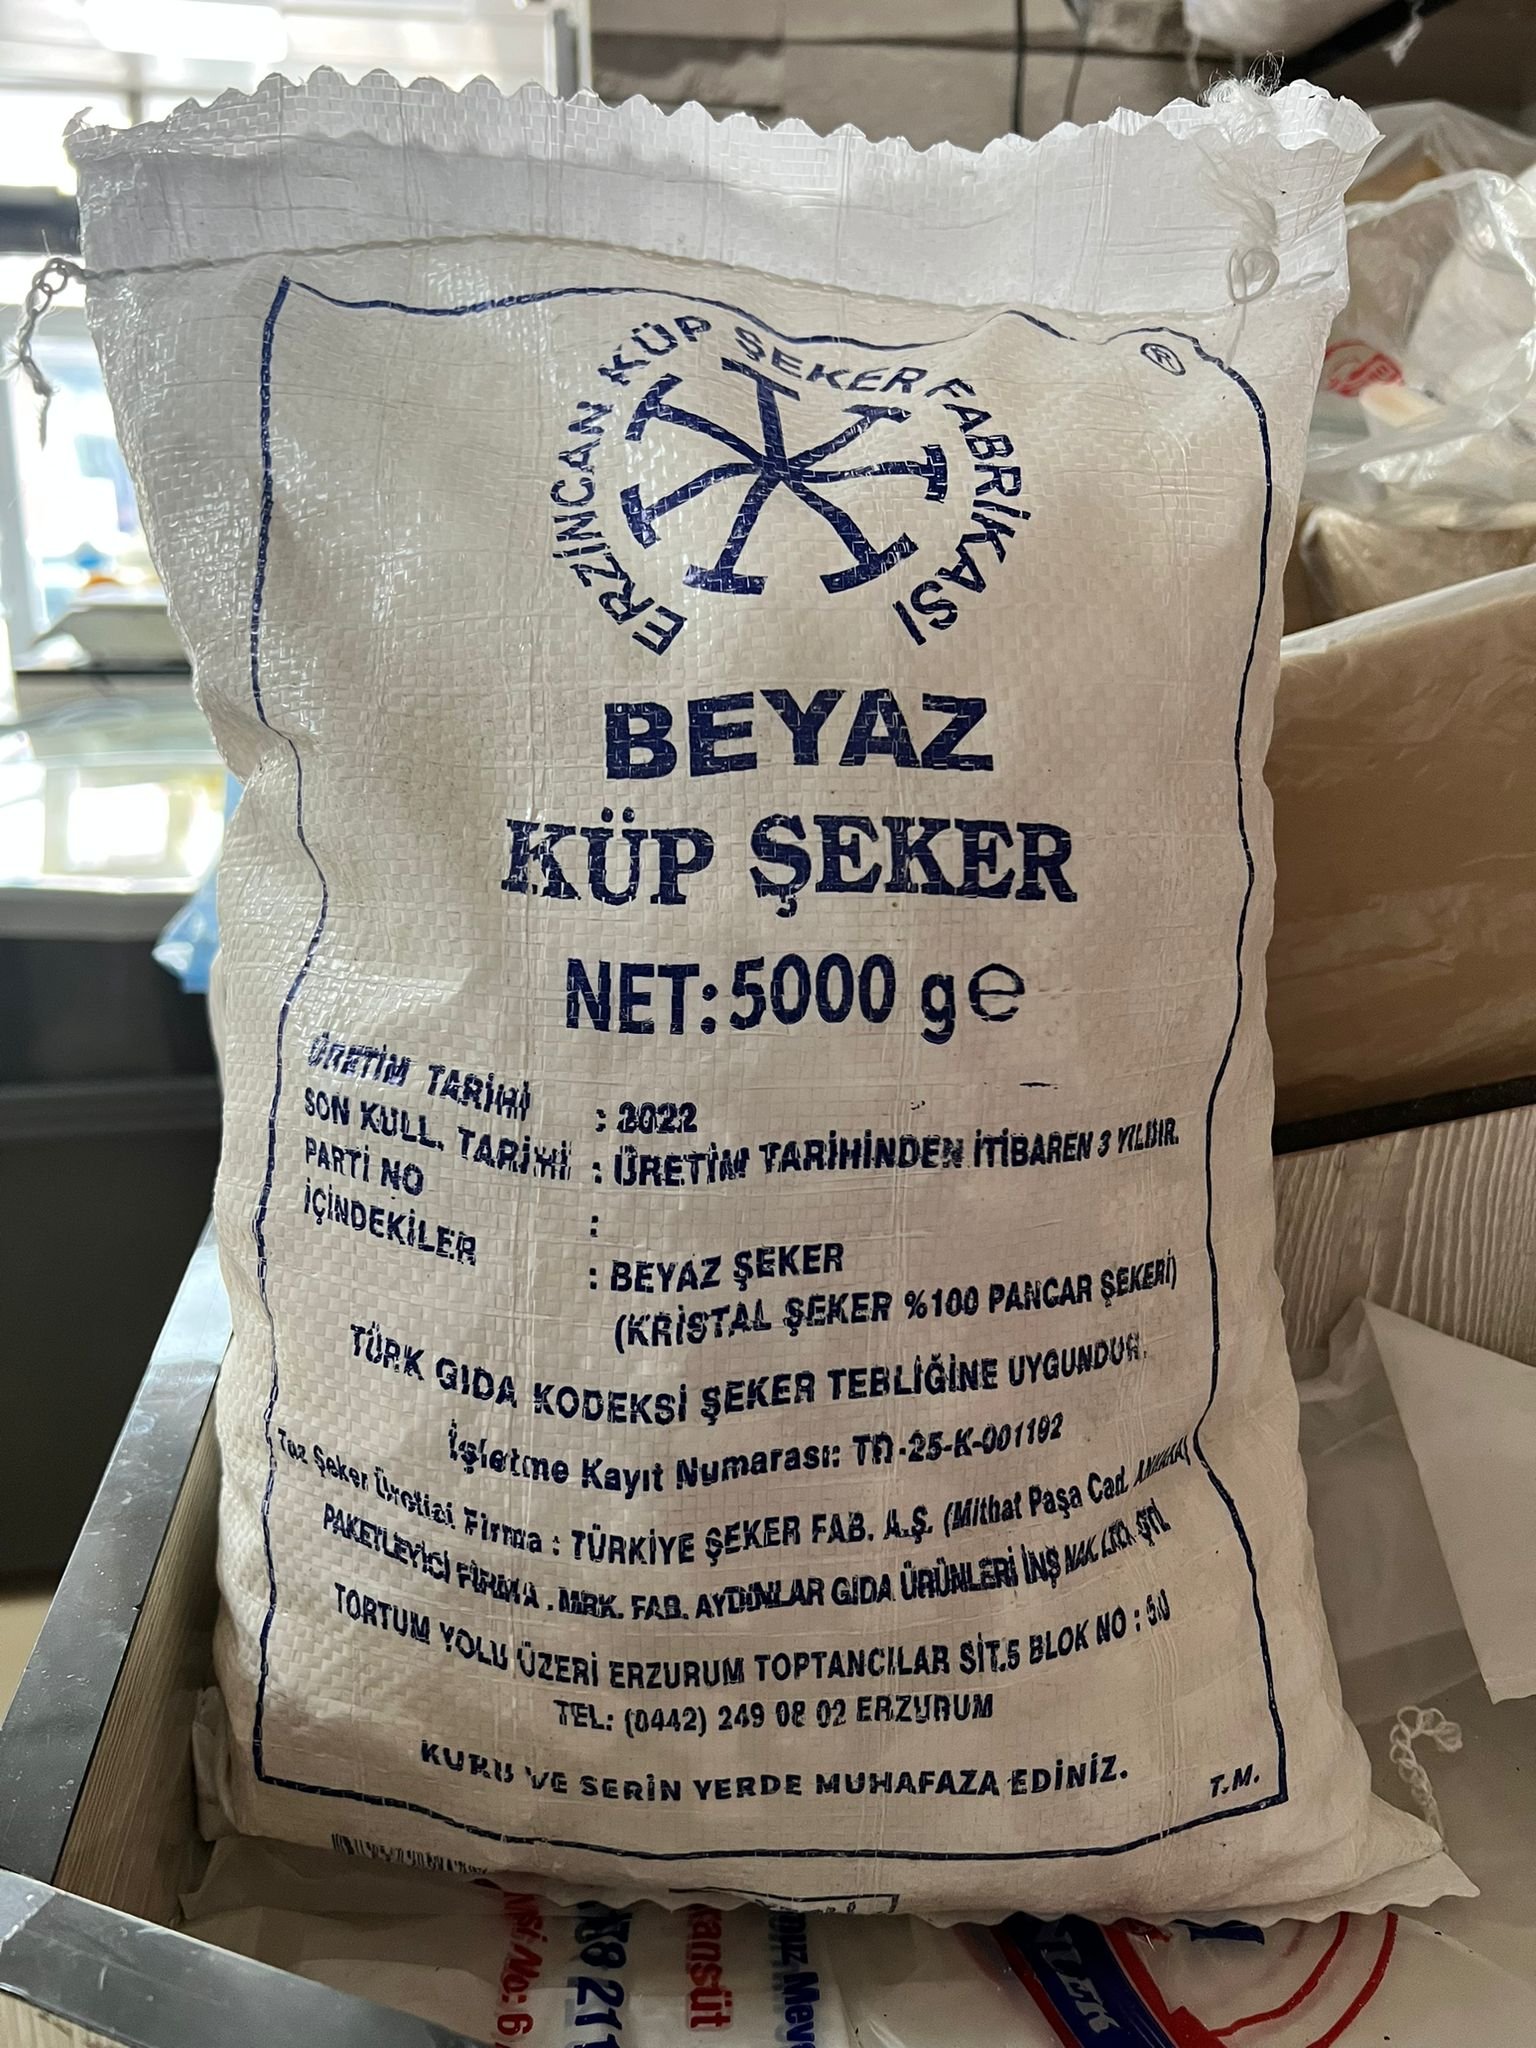 ERZİNCAN KÜP ŞEKER FABRİKASI
®
BEYAZ
KÜP ŞEKER
NET: 5000 g e
ÜRETİM TARİHİ : 2022
SON KULL. TARİHİ : ÜRETİM TARİHİNDEN İTİBAREN 3 YILDIR.
PARTİ NO :
İÇİNDEKİLER : BEYAZ ŞEKER
(KRİSTAL ŞEKER %100 PANCAR ŞEKERİ)
TÜRK GIDA KODEKSİ ŞEKER TEBLİĞİNE UYGUNDUR.
İşletme Kayıt Numarası: TR-25-K-001192
Toz Şeker Üretici Firma : TÜRKİYE ŞEKER FAB. A.Ş. (Mithat Paşa Cad. ANKARA)
PAKETLEYİCİ FİRMA . MRK. FAB. AYDINLAR GIDA ÜRÜNLERİ İNŞ NAK. LTD. ŞTİ.
TORTUM YOLU ÜZERİ ERZURUM TOPTANCILAR SİT.5 BLOK NO : 50
TEL: (0442) 249 08 02 ERZURUM
KURU VE SERİN YERDE MUHAFAZA EDİNİZ.
T.M.